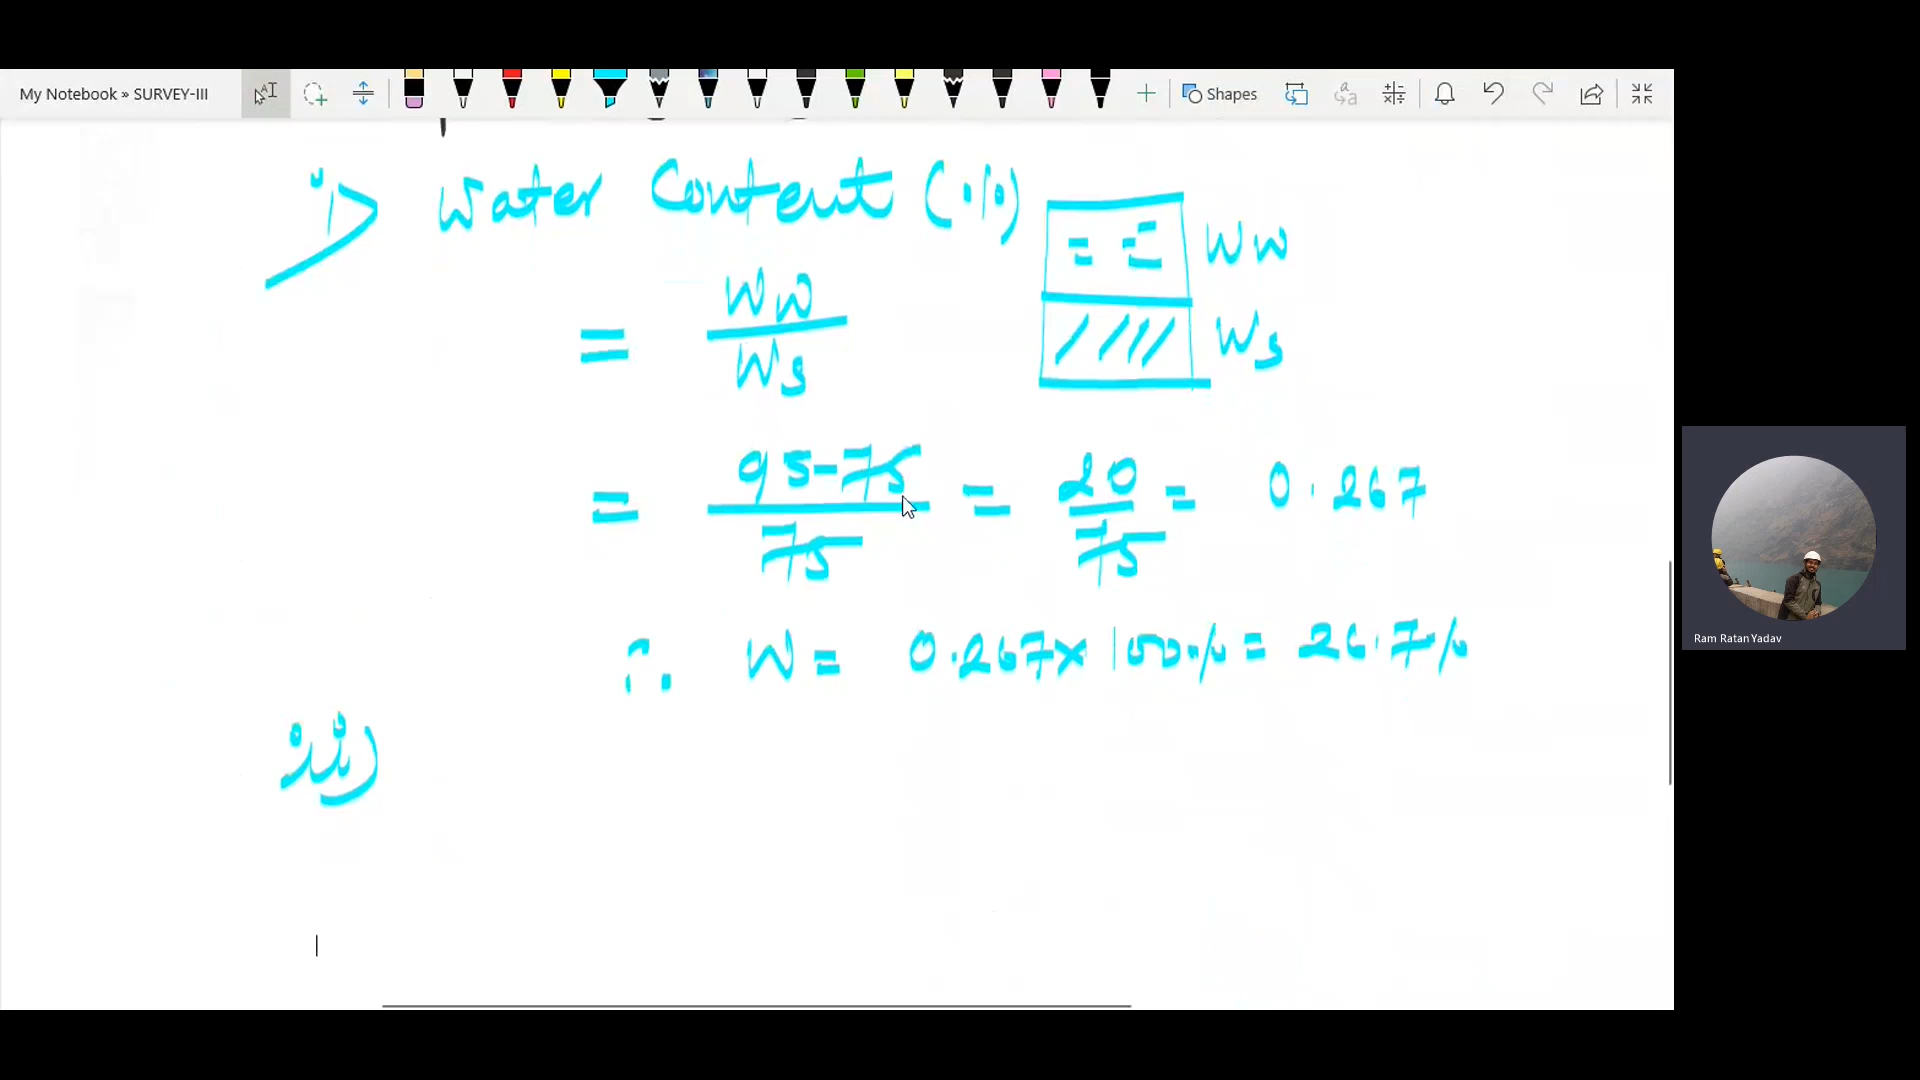 My Notebook » SURVEY-III
Shapes
i> Water Content (%)
= Ww / Ws
Ww
Ws
= 95-75 / 75 = 20 / 75 = 0.267
∴ W = 0.267 x 100% = 26.7%
ii)
Ram Ratan Yadav